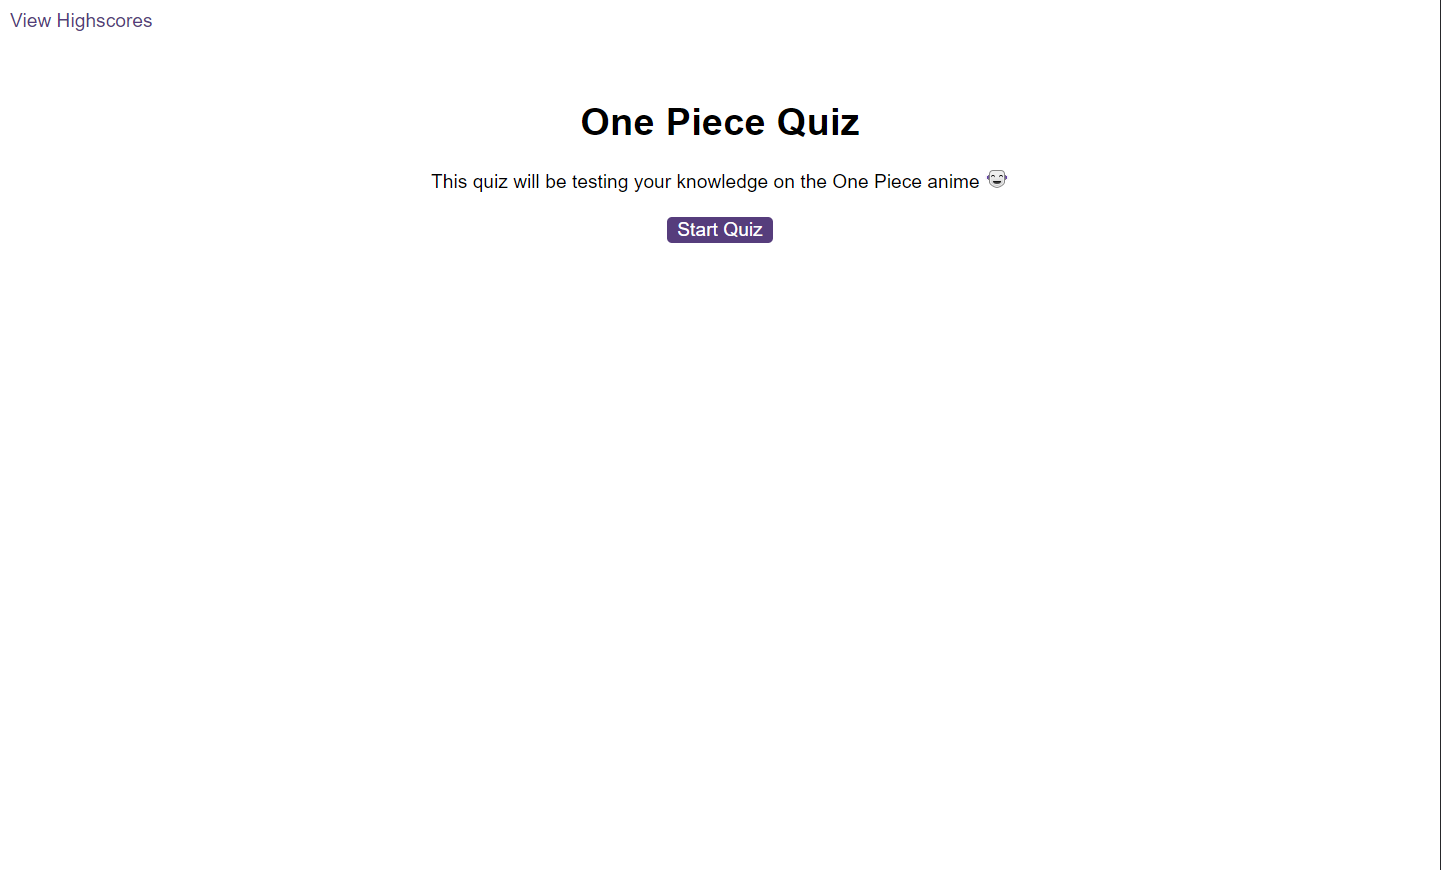 View Highscores
One Piece Quiz
This quiz will be testing your knowledge on the One Piece anime
Start Quiz